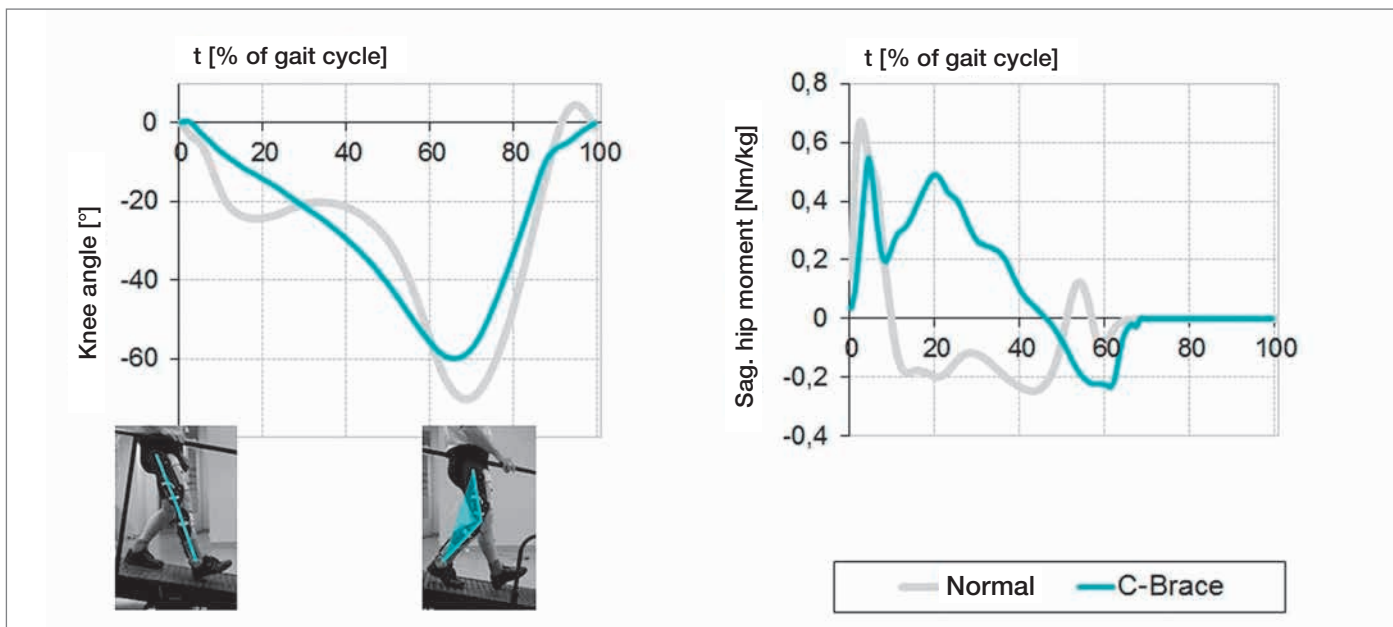 t [% of gait cycle]
Knee angle [°]
0
-20
-40
-60
0 20 40 60 80 100
t [% of gait cycle]
Sag. hip moment [Nm/kg]
0,8
0,6
0,4
0,2
0
-0,2
-0,4
0 20 40 60 80 100
Normal C-Brace